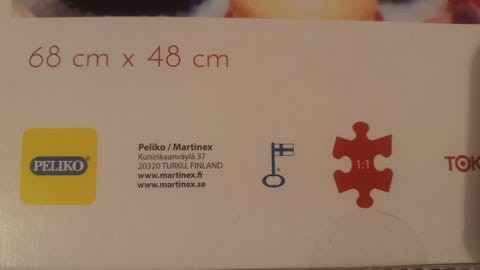 68 cm x 48 cm
PELIKO®
Peliko / Martinex
Kuninkaanväylä 37
20320 TURKU, FINLAND
www.martinex.fi
www.martinex.se
1:1
TOK